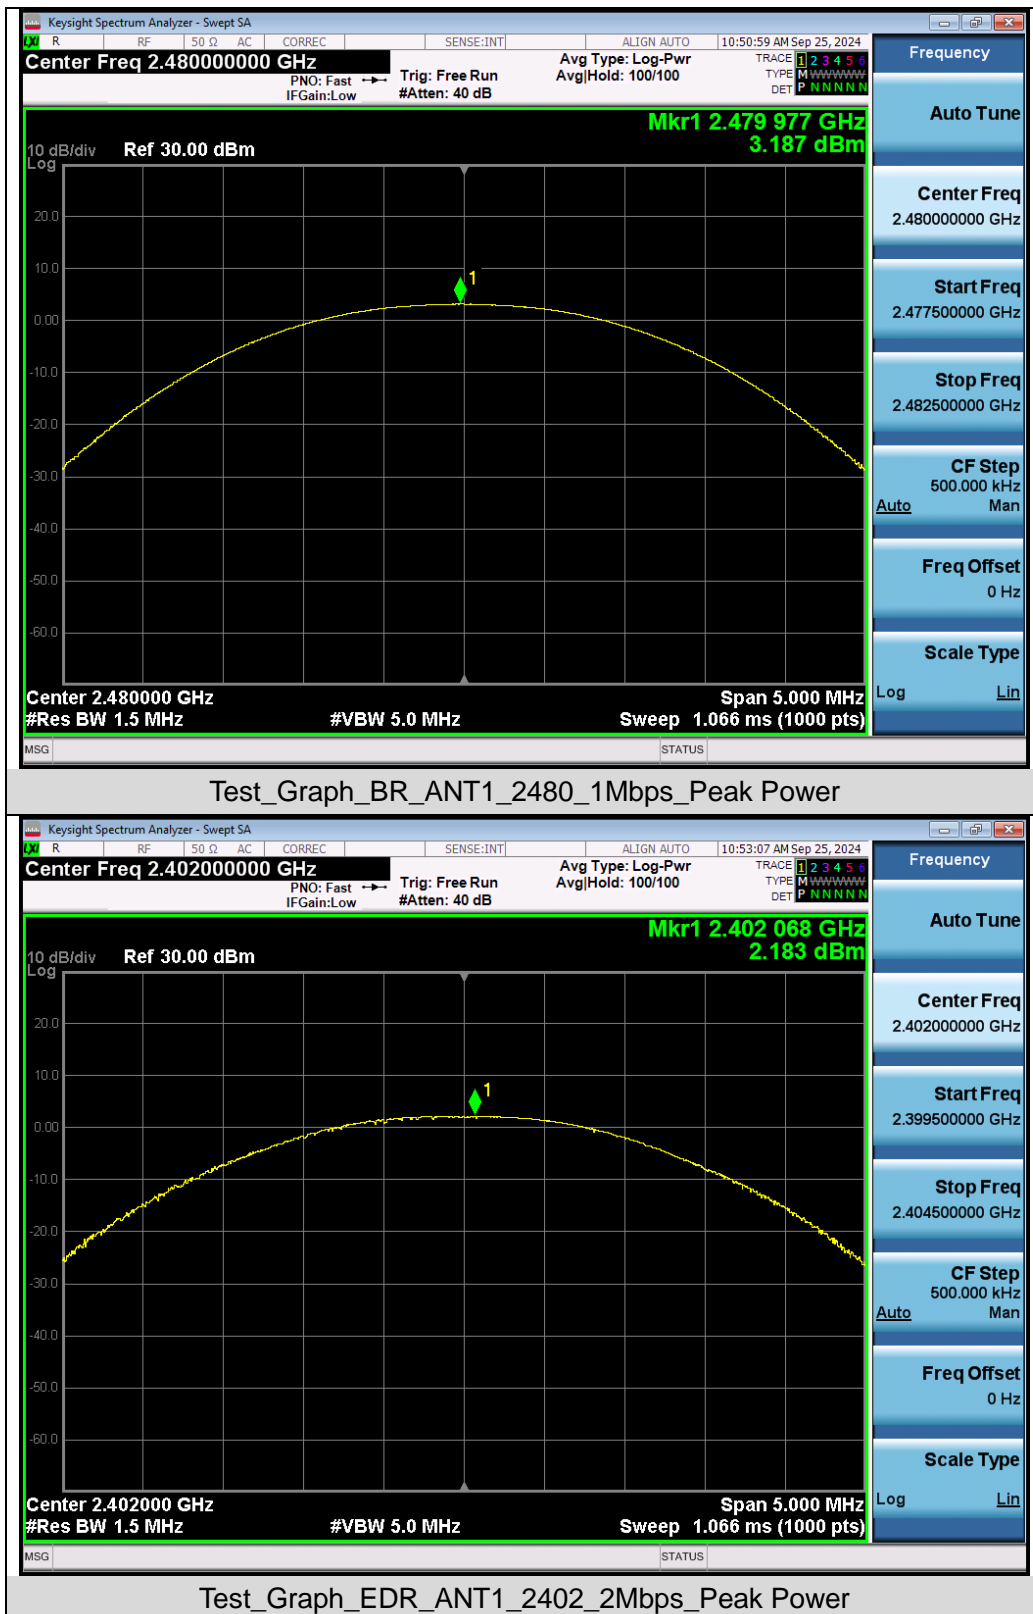 Keysight Spectrum Analyzer - Swept SA
LXI R RF 50 Ω AC CORREC SENSE:INT ALIGN AUTO 10:50:59 AM Sep 25, 2024
Center Freq 2.480000000 GHz
PNO: Fast
IFGain:Low
Trig: Free Run
#Atten: 40 dB
Avg Type: Log-Pwr
Avg|Hold: 100/100
TRACE 1 2 3 4 5 6
TYPE M WWWWW
DET P N N N N N
Mkr1 2.479 977 GHz
3.187 dBm
10 dB/div Ref 30.00 dBm
Log
20.0
10.0
1
0.00
-10.0
-20.0
-30.0
-40.0
-50.0
-60.0
Center 2.480000 GHz Span 5.000 MHz
#Res BW 1.5 MHz #VBW 5.0 MHz Sweep 1.066 ms (1000 pts)
MSG STATUS
Frequency
Auto Tune
Center Freq
2.480000000 GHz
Start Freq
2.477500000 GHz
Stop Freq
2.482500000 GHz
CF Step
500.000 kHz
Auto Man
Freq Offset
0 Hz
Scale Type
Log Lin
Test_Graph_BR_ANT1_2480_1Mbps_Peak Power
Keysight Spectrum Analyzer - Swept SA
LXI R RF 50 Ω AC CORREC SENSE:INT ALIGN AUTO 10:53:07 AM Sep 25, 2024
Center Freq 2.402000000 GHz
PNO: Fast
IFGain:Low
Trig: Free Run
#Atten: 40 dB
Avg Type: Log-Pwr
Avg|Hold: 100/100
TRACE 1 2 3 4 5 6
TYPE M WWWWW
DET P N N N N N
Mkr1 2.402 068 GHz
2.183 dBm
10 dB/div Ref 30.00 dBm
Log
20.0
10.0
1
0.00
-10.0
-20.0
-30.0
-40.0
-50.0
-60.0
Center 2.402000 GHz Span 5.000 MHz
#Res BW 1.5 MHz #VBW 5.0 MHz Sweep 1.066 ms (1000 pts)
MSG STATUS
Frequency
Auto Tune
Center Freq
2.402000000 GHz
Start Freq
2.399500000 GHz
Stop Freq
2.404500000 GHz
CF Step
500.000 kHz
Auto Man
Freq Offset
0 Hz
Scale Type
Log Lin
Test_Graph_EDR_ANT1_2402_2Mbps_Peak Power